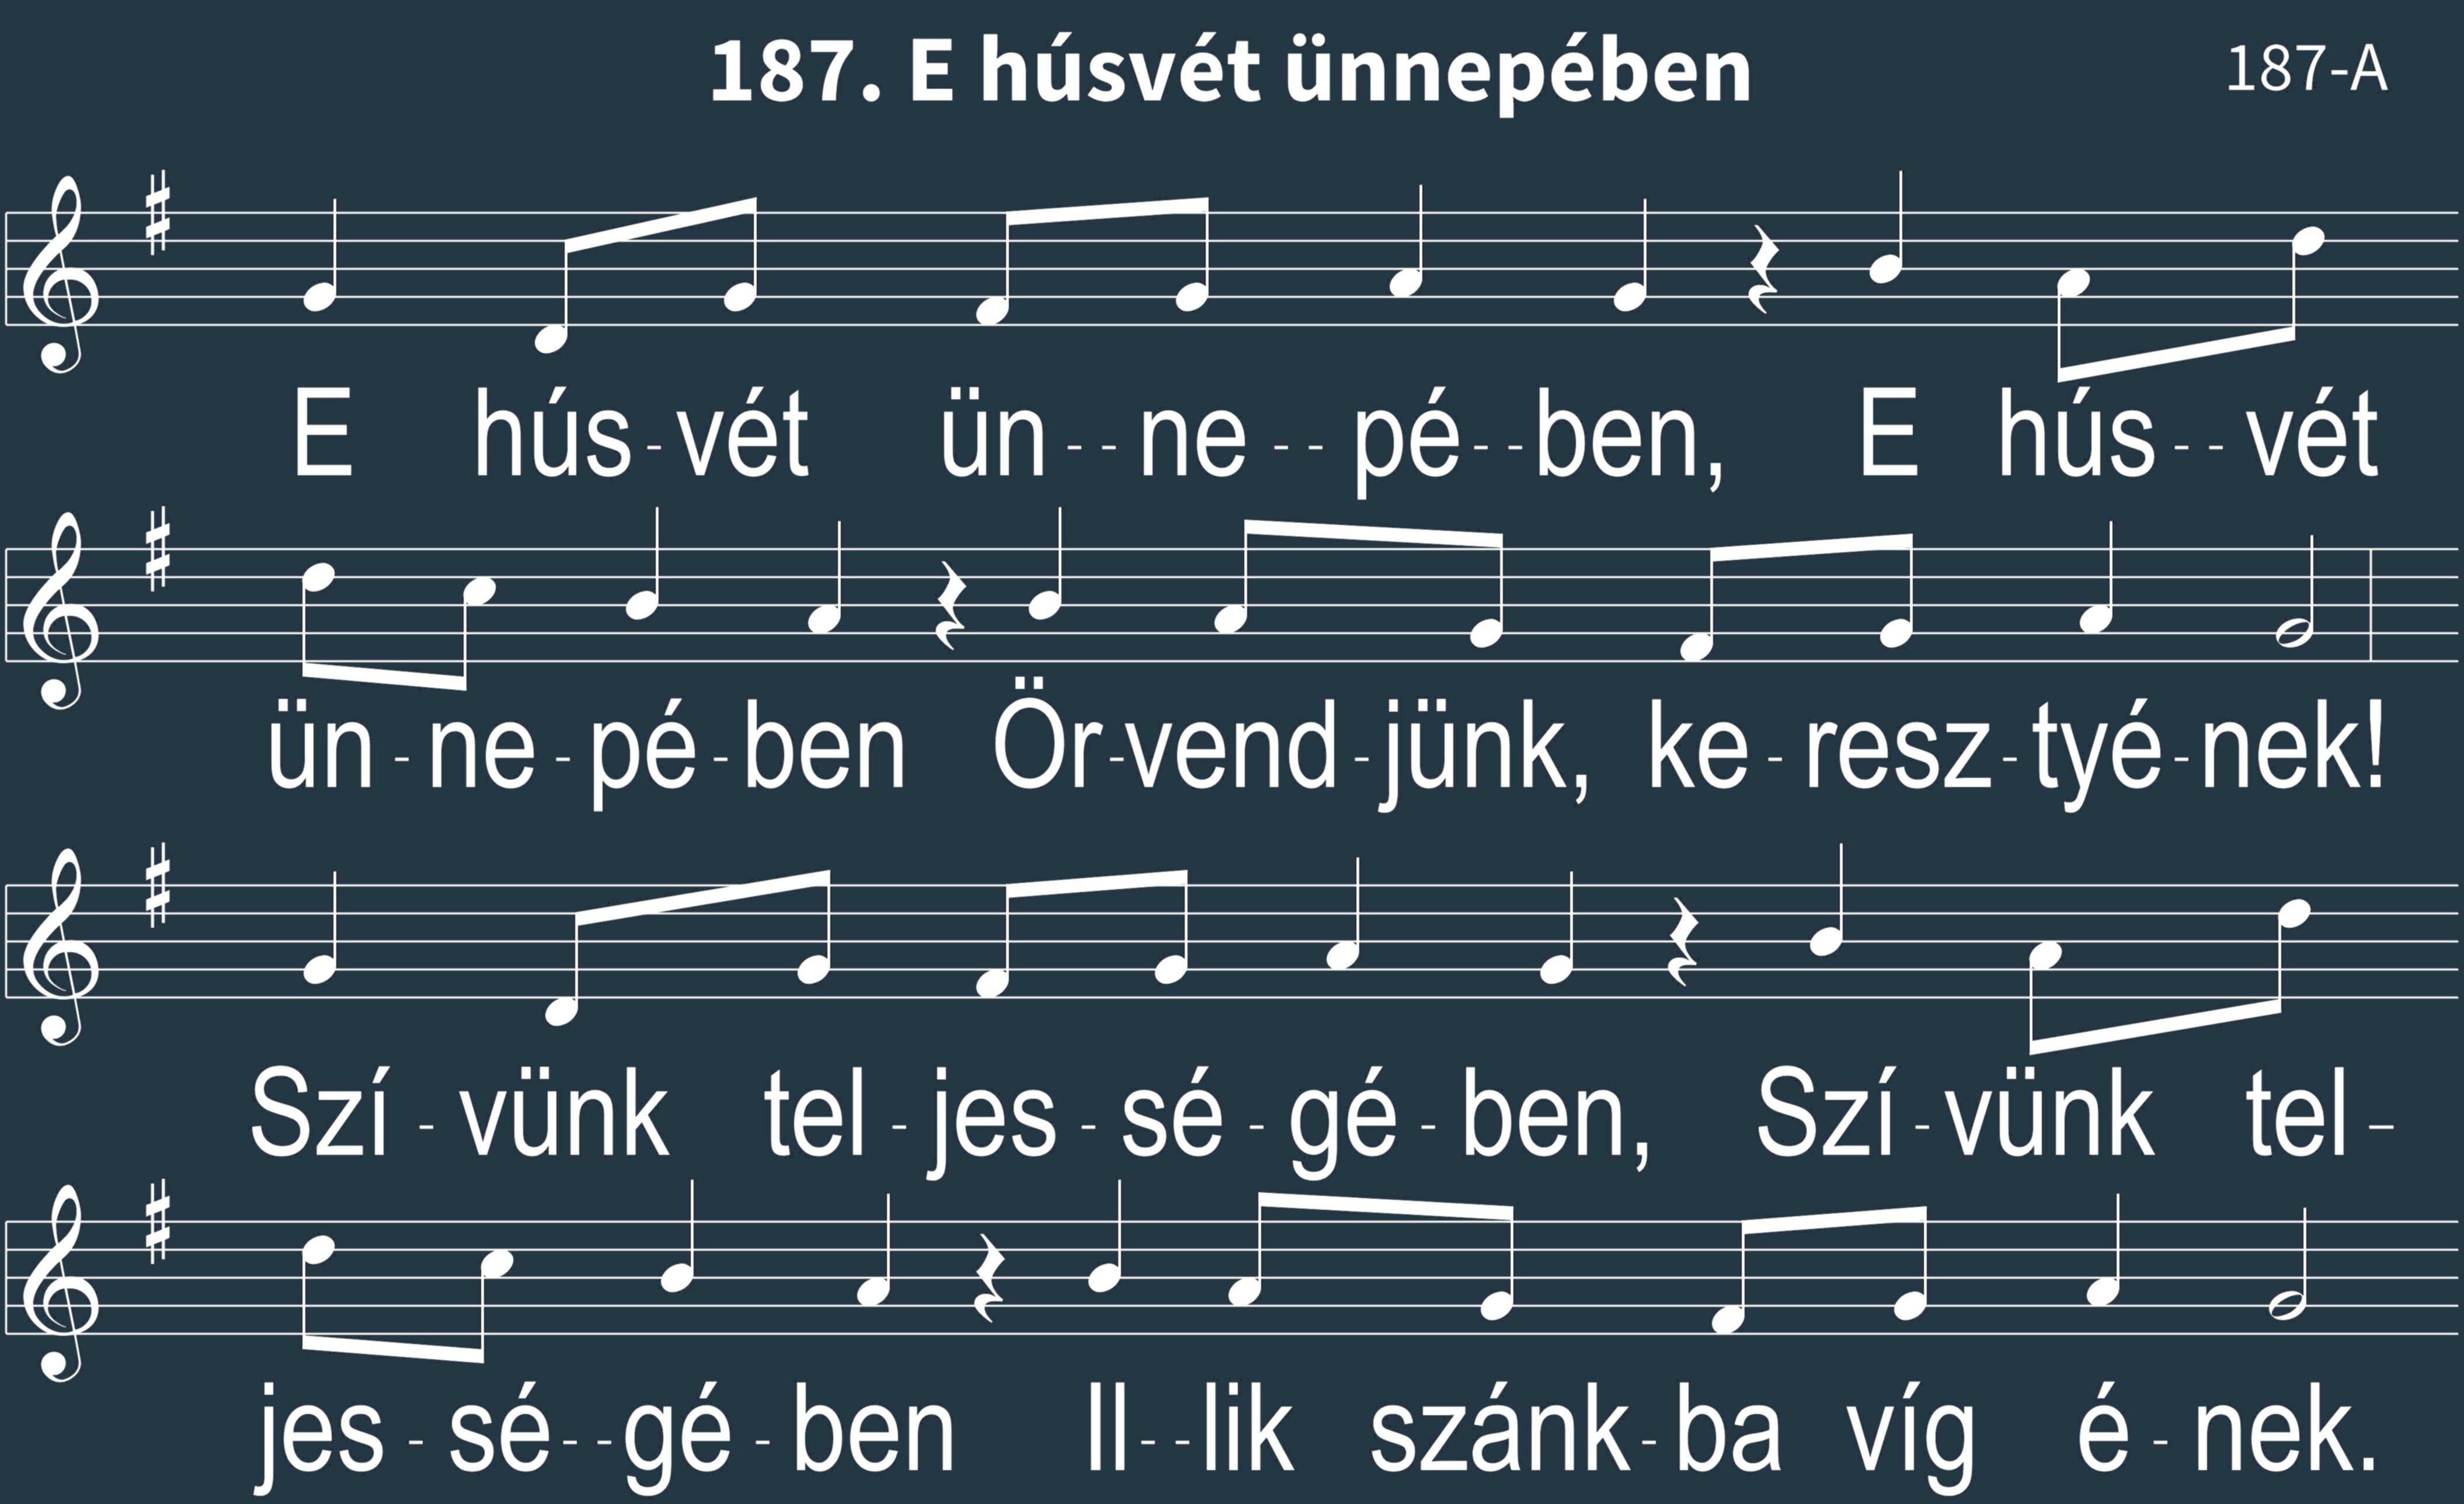 187. E húsvét ünnepében
187-A
E hús-vét ün--ne--pé--ben, E hús--vét
ün-ne-pé-ben Ör-vend-jünk, ke-resz-tyé-nek!
Szí-vünk tel-jes-sé-gé-ben, Szí-vünk tel-
jes-sé--gé-ben Il--lik szánk-ba víg é-nek.